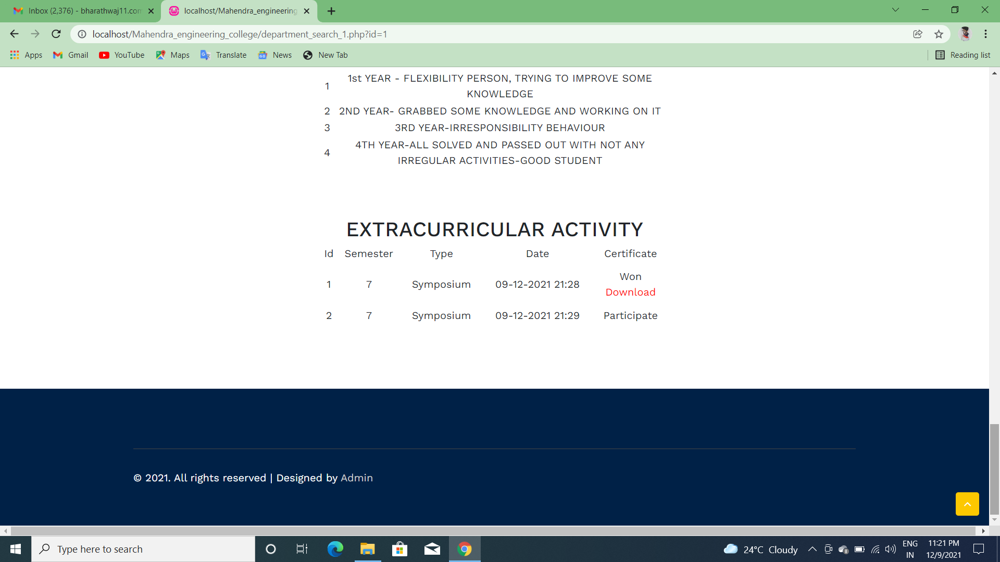 Inbox (2,376) - bharathwaj11.com
localhost/Mahendra_engineering
localhost/Mahendra_engineering_college/department_search_1.php?id=1
Apps Gmail YouTube Maps Translate News New Tab Reading list
1 1st YEAR - FLEXIBILITY PERSON, TRYING TO IMPROVE SOME
KNOWLEDGE
2 2ND YEAR- GRABBED SOME KNOWLEDGE AND WORKING ON IT
3 3RD YEAR-IRRESPONSIBILITY BEHAVIOUR
4 4TH YEAR-ALL SOLVED AND PASSED OUT WITH NOT ANY
IRREGULAR ACTIVITIES-GOOD STUDENT
EXTRACURRICULAR ACTIVITY
Id Semester Type Date Certificate
1 7 Symposium 09-12-2021 21:28 Won
Download
2 7 Symposium 09-12-2021 21:29 Participate
© 2021. All rights reserved | Designed by Admin
Type here to search
24°C Cloudy
ENG
IN
11:21 PM
12/9/2021